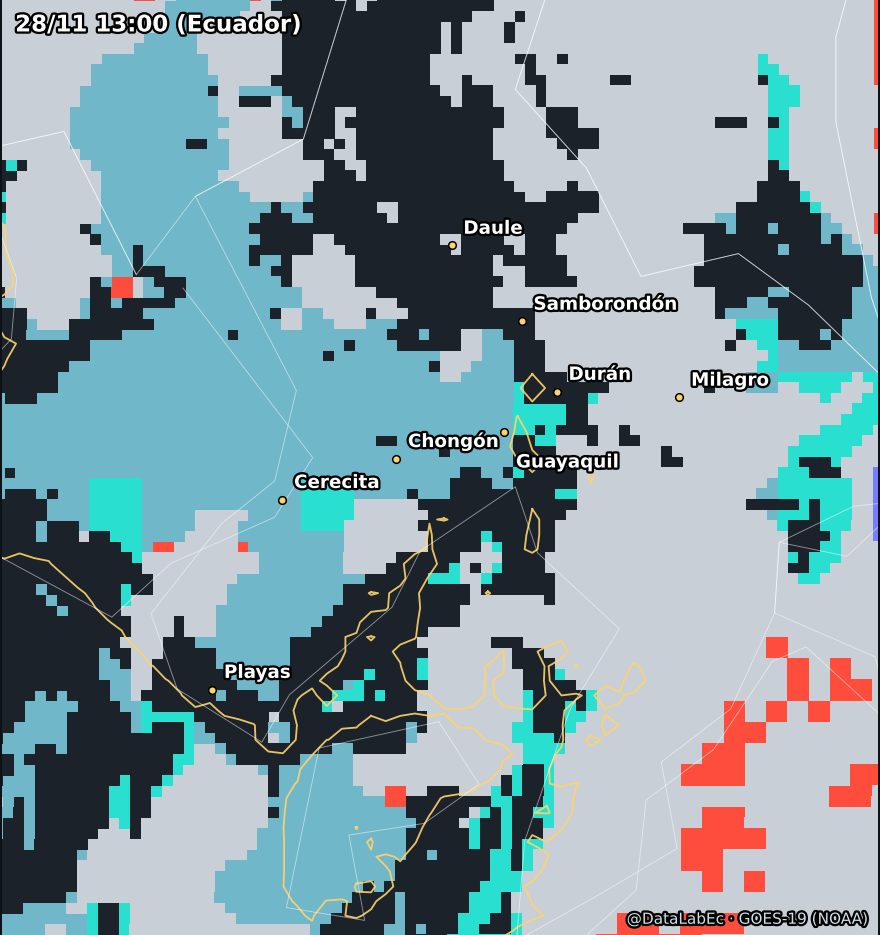 28/11 13:00 (Ecuador)
Daule
Samborondón
Durán
Milagro
Chongón
Guayaquil
Cerecita
Playas
@DataLabEc · GOES-19 (NOAA)